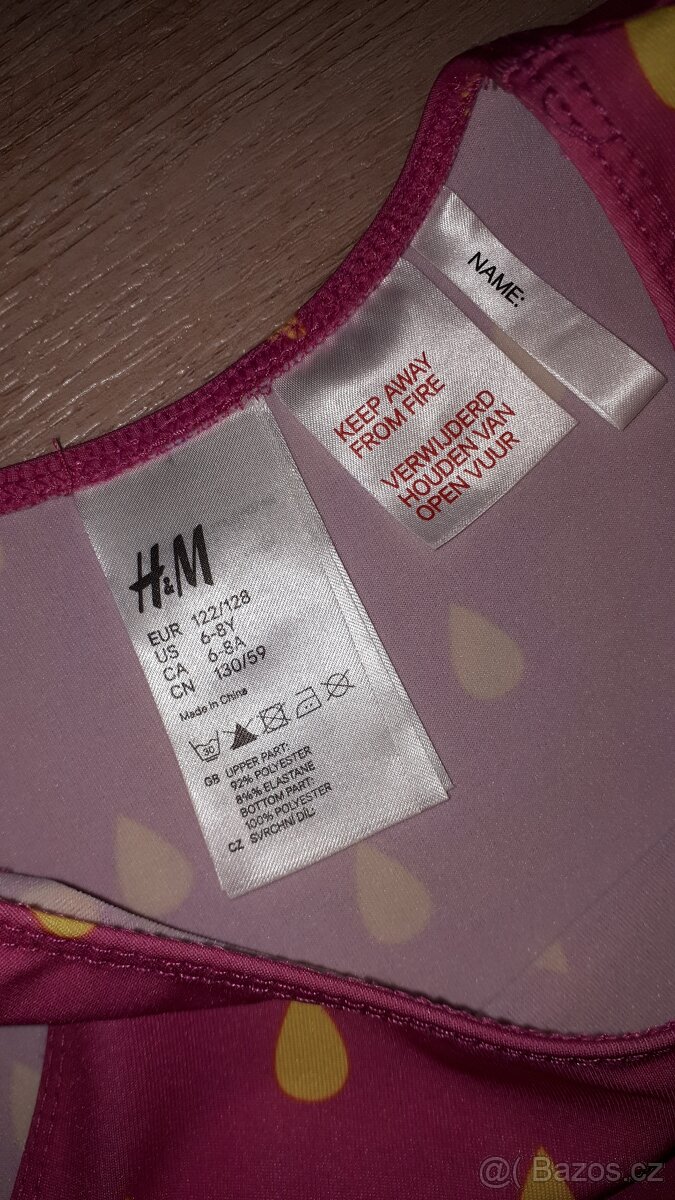 NAME:
KEEP AWAY
FROM FIRE
VERWIJDERD
HOUDEN VAN
OPEN VUUR
H&M
EUR 122/128
US 6-8Y
CA 6-8A
CN 130/59
Made in China
30
GB UPPER PART:
92% POLYESTER
8% ELASTANE
BOTTOM PART:
100% POLYESTER
CZ SVRCHNÍ DÍL:
@( Bazos.cz